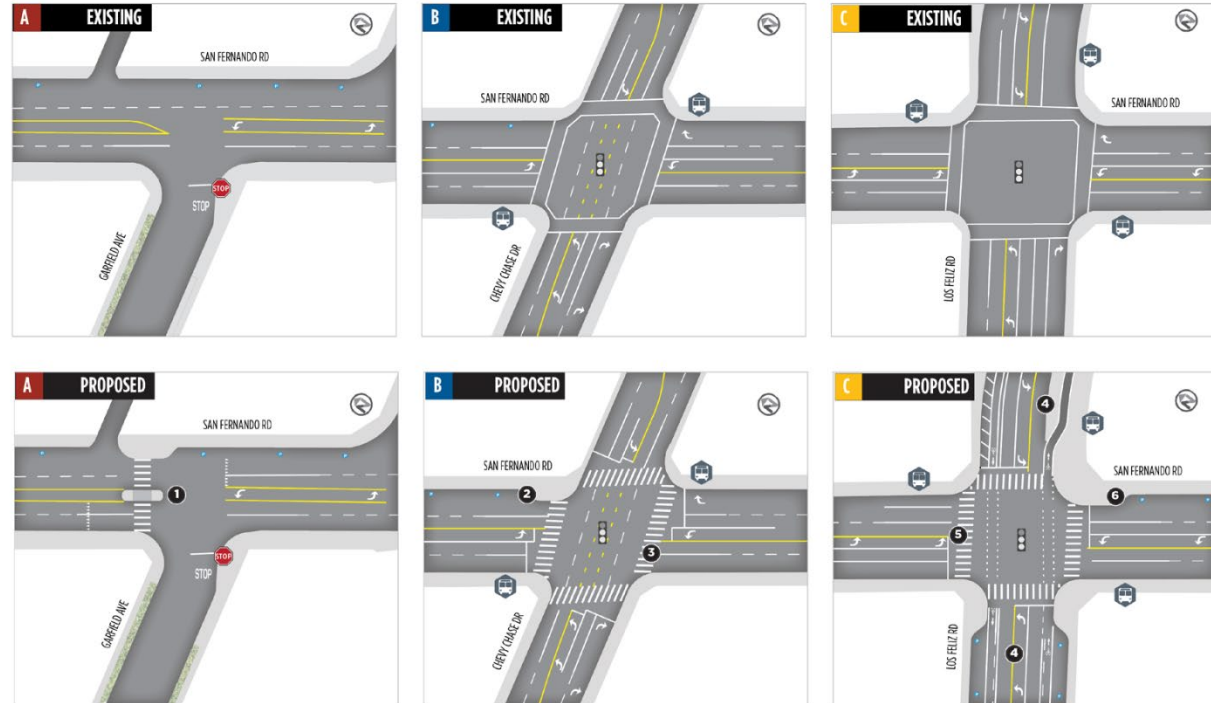 A EXISTING
SAN FERNANDO RD
STOP
STOP
GARFIELD AVE
B EXISTING
SAN FERNANDO RD
CHEVY CHASE DR
C EXISTING
SAN FERNANDO RD
LOS FELIZ RD
A PROPOSED
SAN FERNANDO RD
1
STOP
STOP
GARFIELD AVE
B PROPOSED
SAN FERNANDO RD
2
3
CHEVY CHASE DR
C PROPOSED
4
SAN FERNANDO RD
6
5
LOS FELIZ RD
4